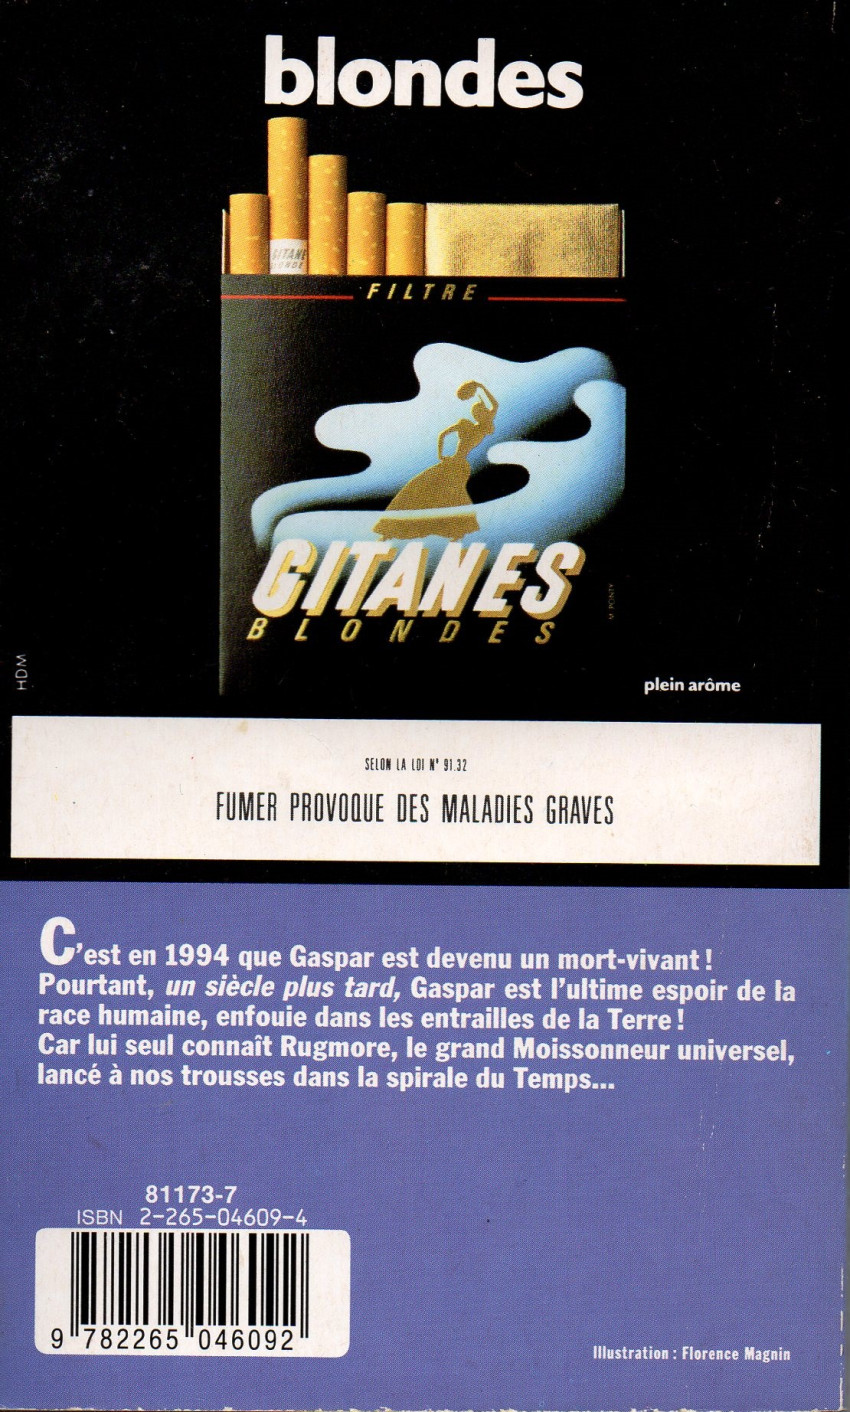 blondes
GITANE
BLONDE
FILTRE
GITANES
BLONDES
M. PONTY
HDM
plein arôme
SELON LA LOI N° 91.32
FUMER PROVOQUE DES MALADIES GRAVES
C'est en 1994 que Gaspar est devenu un mort-vivant !
Pourtant, un siècle plus tard, Gaspar est l'ultime espoir de la
race humaine, enfouie dans les entrailles de la Terre !
Car lui seul connaît Rugmore, le grand Moissonneur universel,
lancé à nos trousses dans la spirale du Temps...
81173-7
ISBN 2-265-04609-4
9 782265 046092
Illustration : Florence Magnin